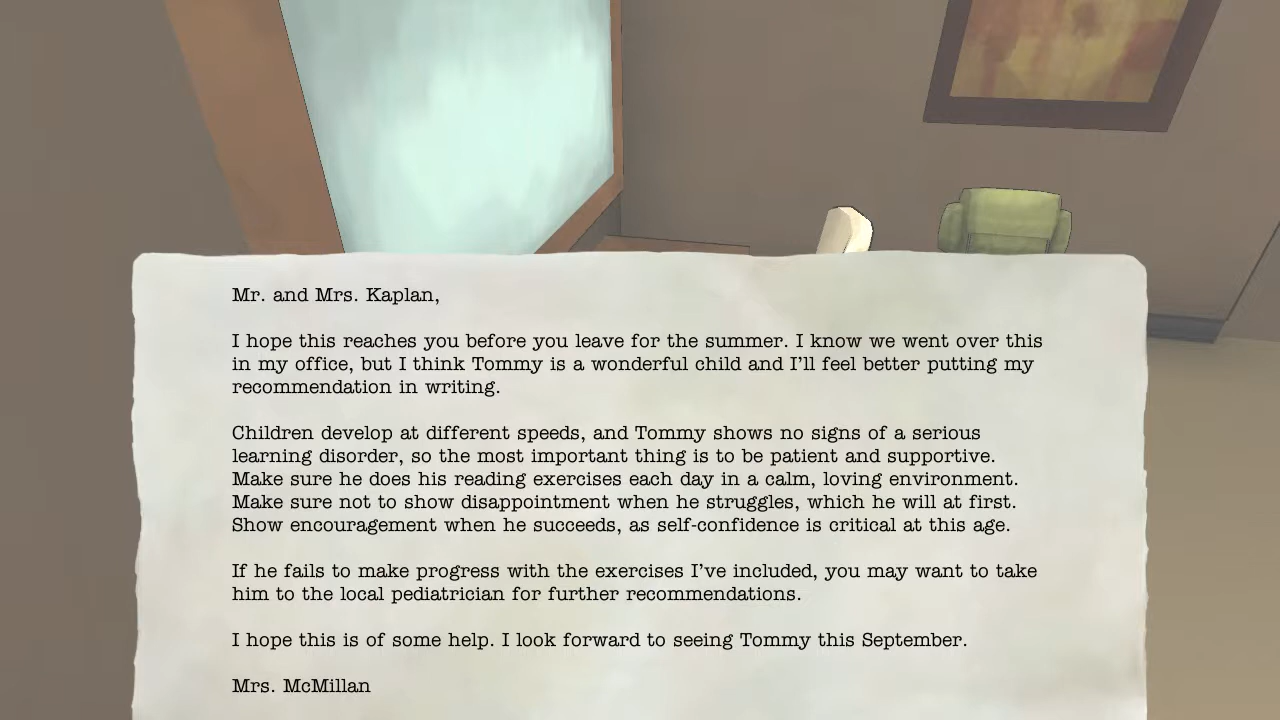 Mr. and Mrs. Kaplan,
I hope this reaches you before you leave for the summer. I know we went over this
in my office, but I think Tommy is a wonderful child and I'll feel better putting my
recommendation in writing.
Children develop at different speeds, and Tommy shows no signs of a serious
learning disorder, so the most important thing is to be patient and supportive.
Make sure he does his reading exercises each day in a calm, loving environment.
Make sure not to show disappointment when he struggles, which he will at first.
Show encouragement when he succeeds, as self-confidence is critical at this age.
If he fails to make progress with the exercises I've included, you may want to take
him to the local pediatrician for further recommendations.
I hope this is of some help. I look forward to seeing Tommy this September.
Mrs. McMillan